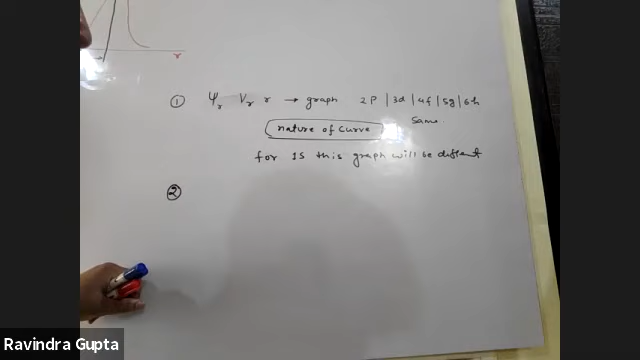 r
① Ψr Vr r → graph 2P | 3d | 4f | 5g | 6h
Same
nature of curve
for 1S this graph will be different
②
Ravindra Gupta